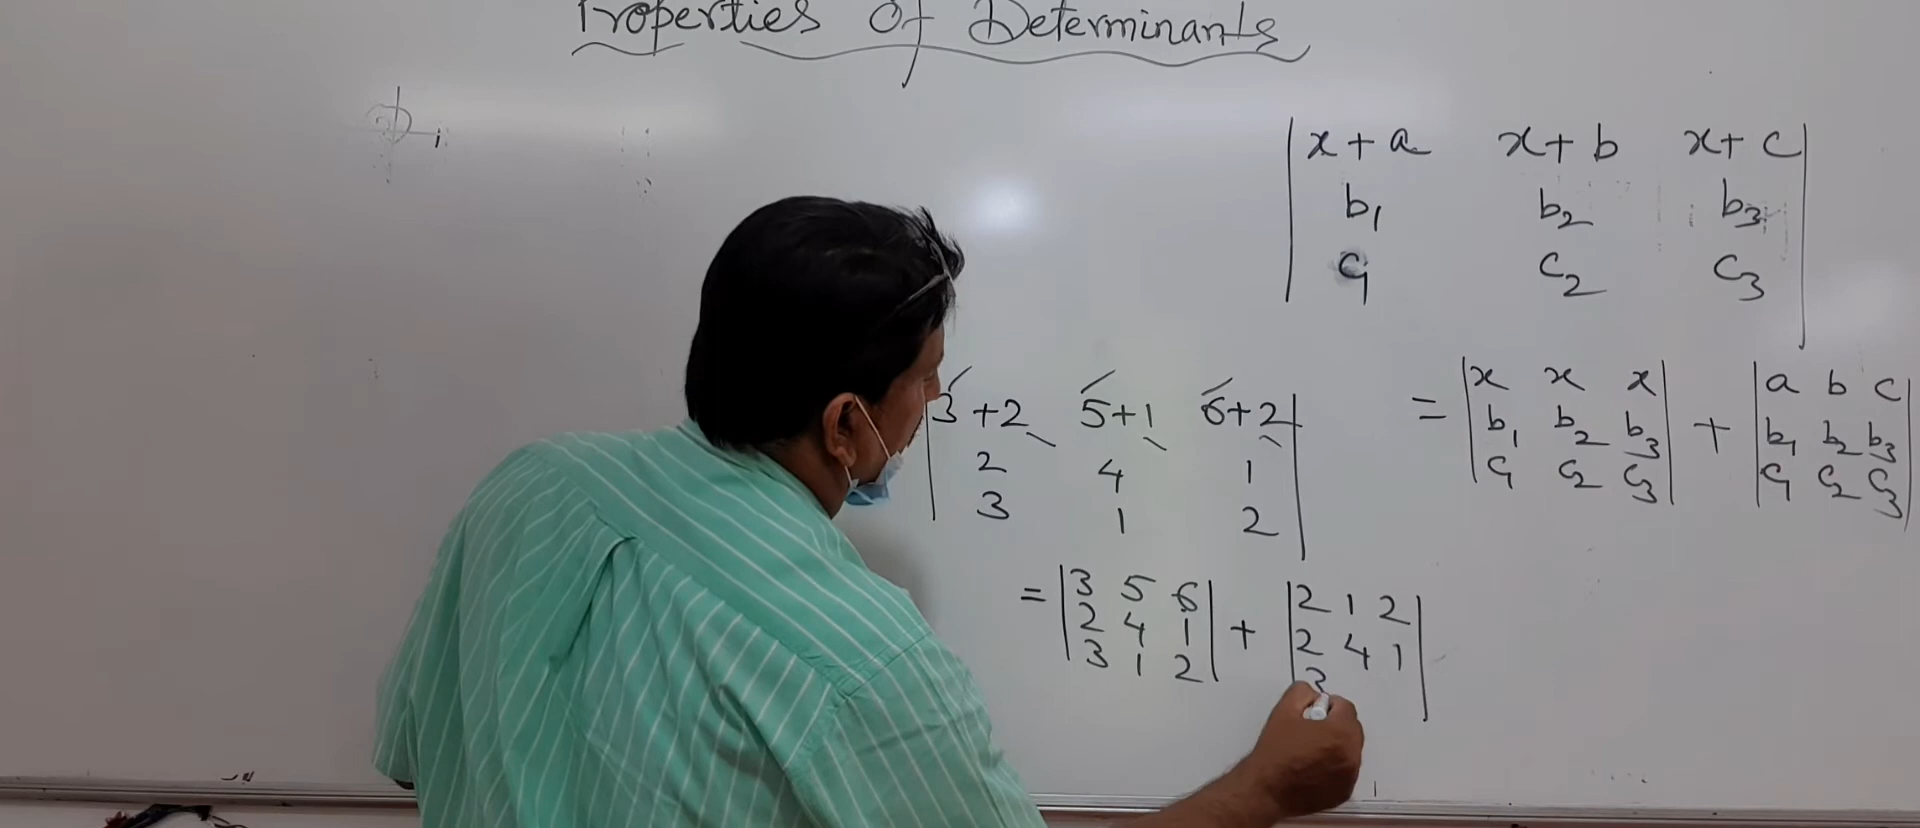 Properties Of Determinants
| x+a x+b x+c |
| b₁ b₂ b₃ |
| c₁ c₂ c₃ |
= | x x x | + | a b c |
| b₁ b₂ b₃ | | b₁ b₂ b₃ |
| c₁ c₂ c₃ | | c₁ c₂ c₃ |
| 3+2 5+1 6+2 |
| 2 4 1 |
| 3 1 2 |
= | 3 5 6 | + | 2 1 2 |
| 2 4 1 | | 2 4 1 |
| 3 1 2 | | 3